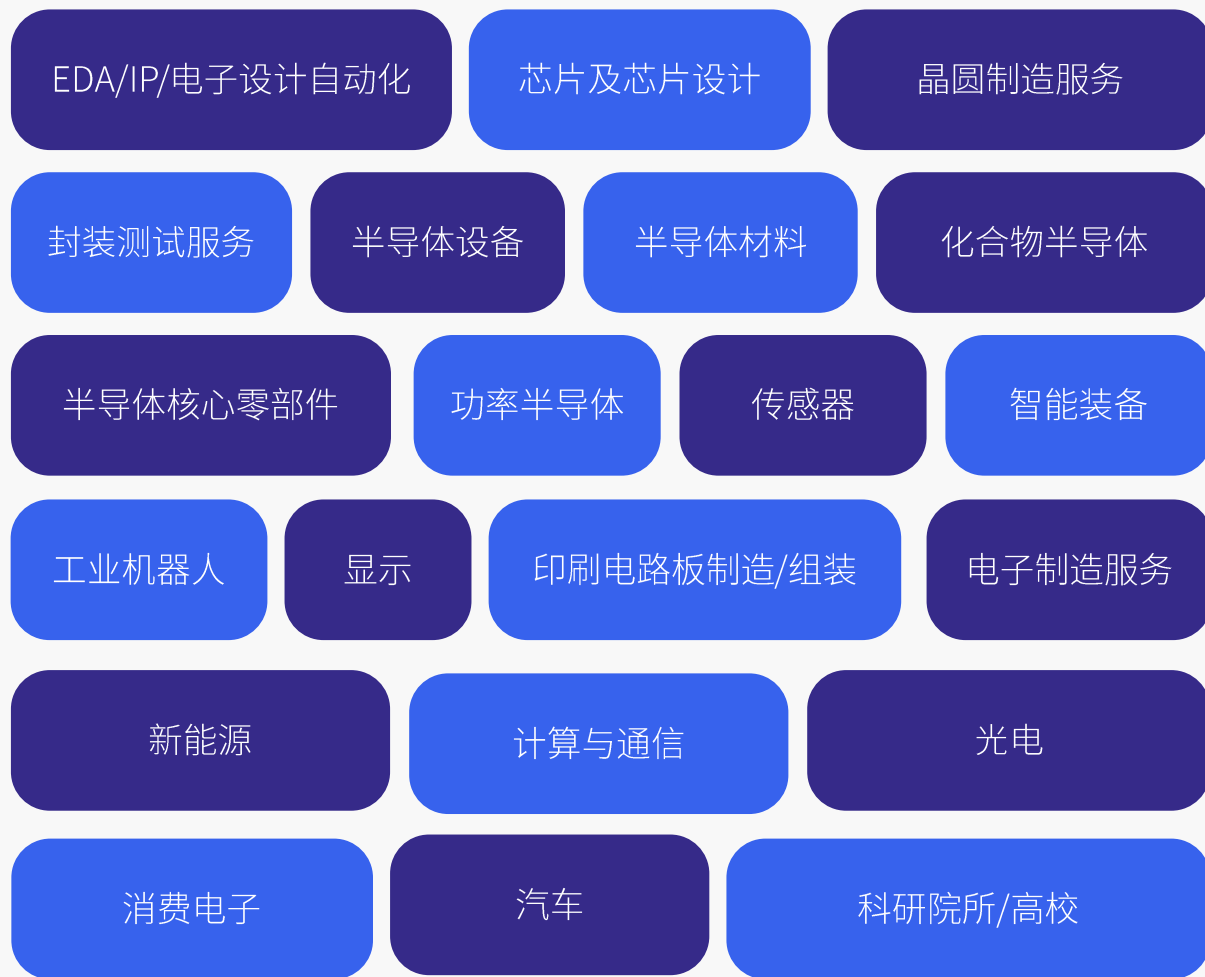 EDA/IP/电子设计自动化
芯片及芯片设计
晶圆制造服务
封装测试服务
半导体设备
半导体材料
化合物半导体
半导体核心零部件
功率半导体
传感器
智能装备
工业机器人
显示
印刷电路板制造/组装
电子制造服务
新能源
计算与通信
光电
消费电子
汽车
科研院所/高校